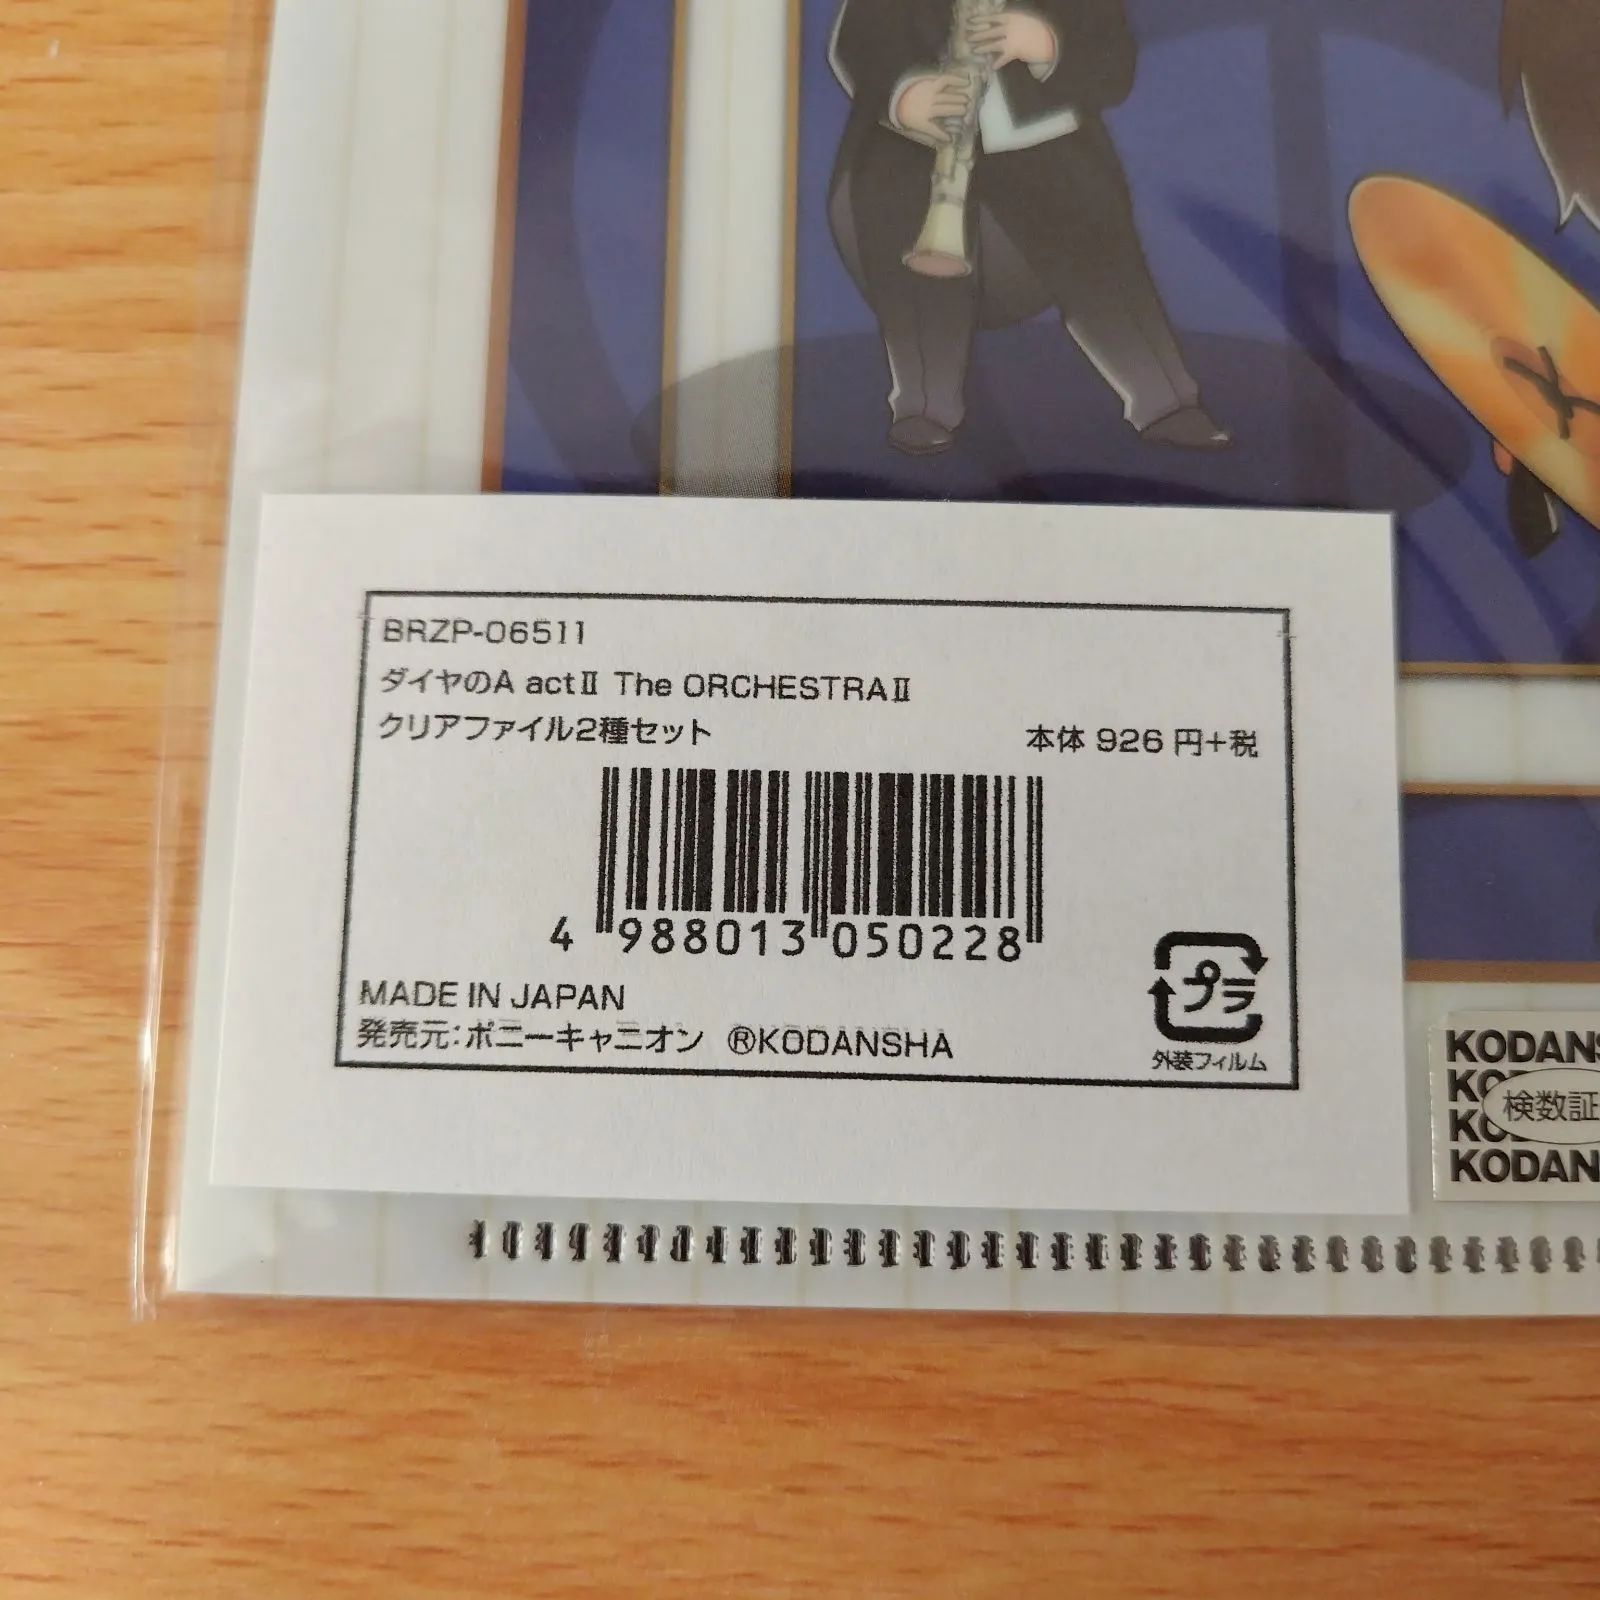 BRZP-06511
ダイヤのA actⅡ The ORCHESTRAⅡ
クリアファイル2種セット
本体 926 円+税
4 988013 050228
MADE IN JAPAN
発売元:ポニーキャニオン ®KODANSHA
プラ
外装フィルム
KODANS
検数証
KODAN